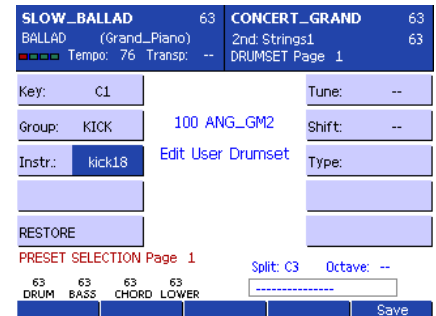 SLOW_BALLAD 63
BALLAD (Grand_Piano)
Tempo: 76 Transp: --
CONCERT_GRAND 63
2nd: Strings1 63
DRUMSET Page 1
Key: C1
Group: KICK
Instr.: kick18
RESTORE
100 ANG_GM2
Edit User Drumset
Tune: --
Shift: --
Type:
PRESET SELECTION Page 1
Split: C3 Octave: --
63 63 63 63
DRUM BASS CHORD LOWER
---------------
Save